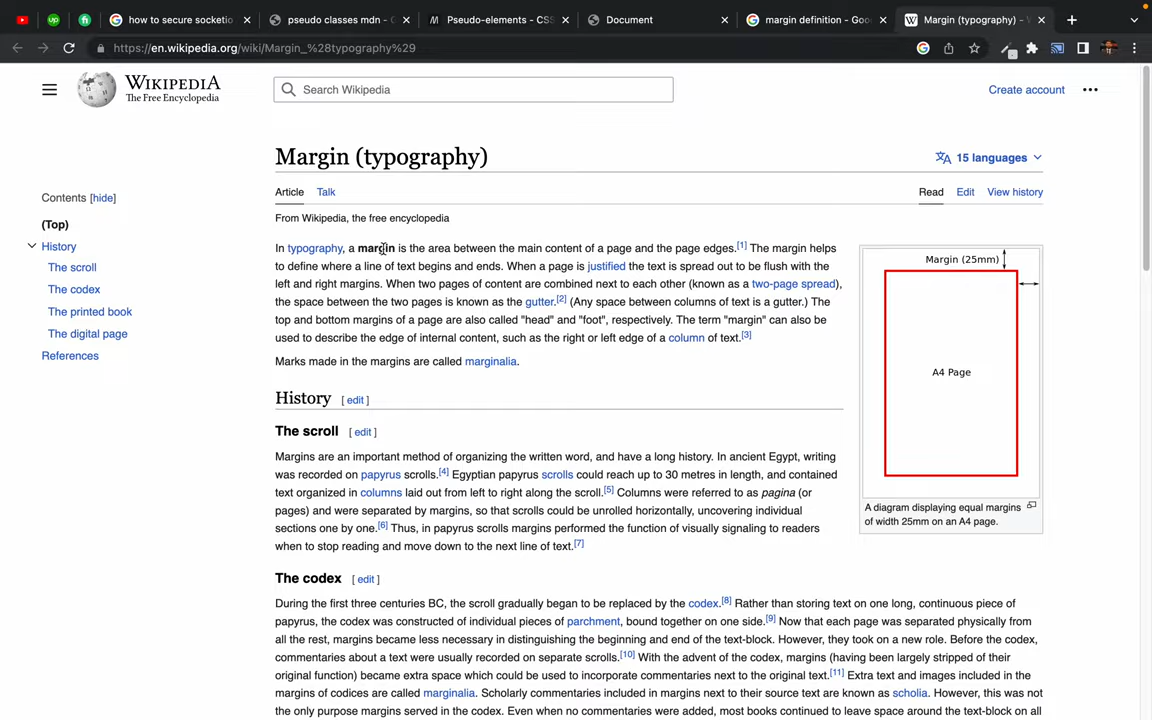 how to secure socketio
pseudo classes mdn - G
Pseudo-elements - CSS
Document
margin definition - Goo
Margin (typography) -
https://en.wikipedia.org/wiki/Margin_%28typography%29
WIKIPEDIA
The Free Encyclopedia
Search Wikipedia
Create account
Margin (typography)
15 languages
Article
Talk
Read
Edit
View history
From Wikipedia, the free encyclopedia
Contents [hide]
(Top)
History
The scroll
The codex
The printed book
The digital page
References
In typography, a margin is the area between the main content of a page and the page edges.[1] The margin helps
to define where a line of text begins and ends. When a page is justified the text is spread out to be flush with the
left and right margins. When two pages of content are combined next to each other (known as a two-page spread),
the space between the two pages is known as the gutter.[2] (Any space between columns of text is a gutter.) The
top and bottom margins of a page are also called "head" and "foot", respectively. The term "margin" can also be
used to describe the edge of internal content, such as the right or left edge of a column of text.[3]
Marks made in the margins are called marginalia.
Margin (25mm)
A4 Page
A diagram displaying equal margins
of width 25mm on an A4 page.
History [ edit ]
The scroll [ edit ]
Margins are an important method of organizing the written word, and have a long history. In ancient Egypt, writing
was recorded on papyrus scrolls.[4] Egyptian papyrus scrolls could reach up to 30 metres in length, and contained
text organized in columns laid out from left to right along the scroll.[5] Columns were referred to as pagina (or
pages) and were separated by margins, so that scrolls could be unrolled horizontally, uncovering individual
sections one by one.[6] Thus, in papyrus scrolls margins performed the function of visually signaling to readers
when to stop reading and move down to the next line of text.[7]
The codex [ edit ]
During the first three centuries BC, the scroll gradually began to be replaced by the codex.[8] Rather than storing text on one long, continuous piece of
papyrus, the codex was constructed of individual pieces of parchment, bound together on one side.[9] Now that each page was separated physically from
all the rest, margins became less necessary in distinguishing the beginning and end of the text-block. However, they took on a new role. Before the codex,
commentaries about a text were usually recorded on separate scrolls.[10] With the advent of the codex, margins (having been largely stripped of their
original function) became extra space which could be used to incorporate commentaries next to the original text.[11] Extra text and images included in the
margins of codices are called marginalia. Scholarly commentaries included in margins next to their source text are known as scholia. However, this was not
the only purpose margins served in the codex. Even when no commentaries were added, most books continued to leave space around the text-block on all